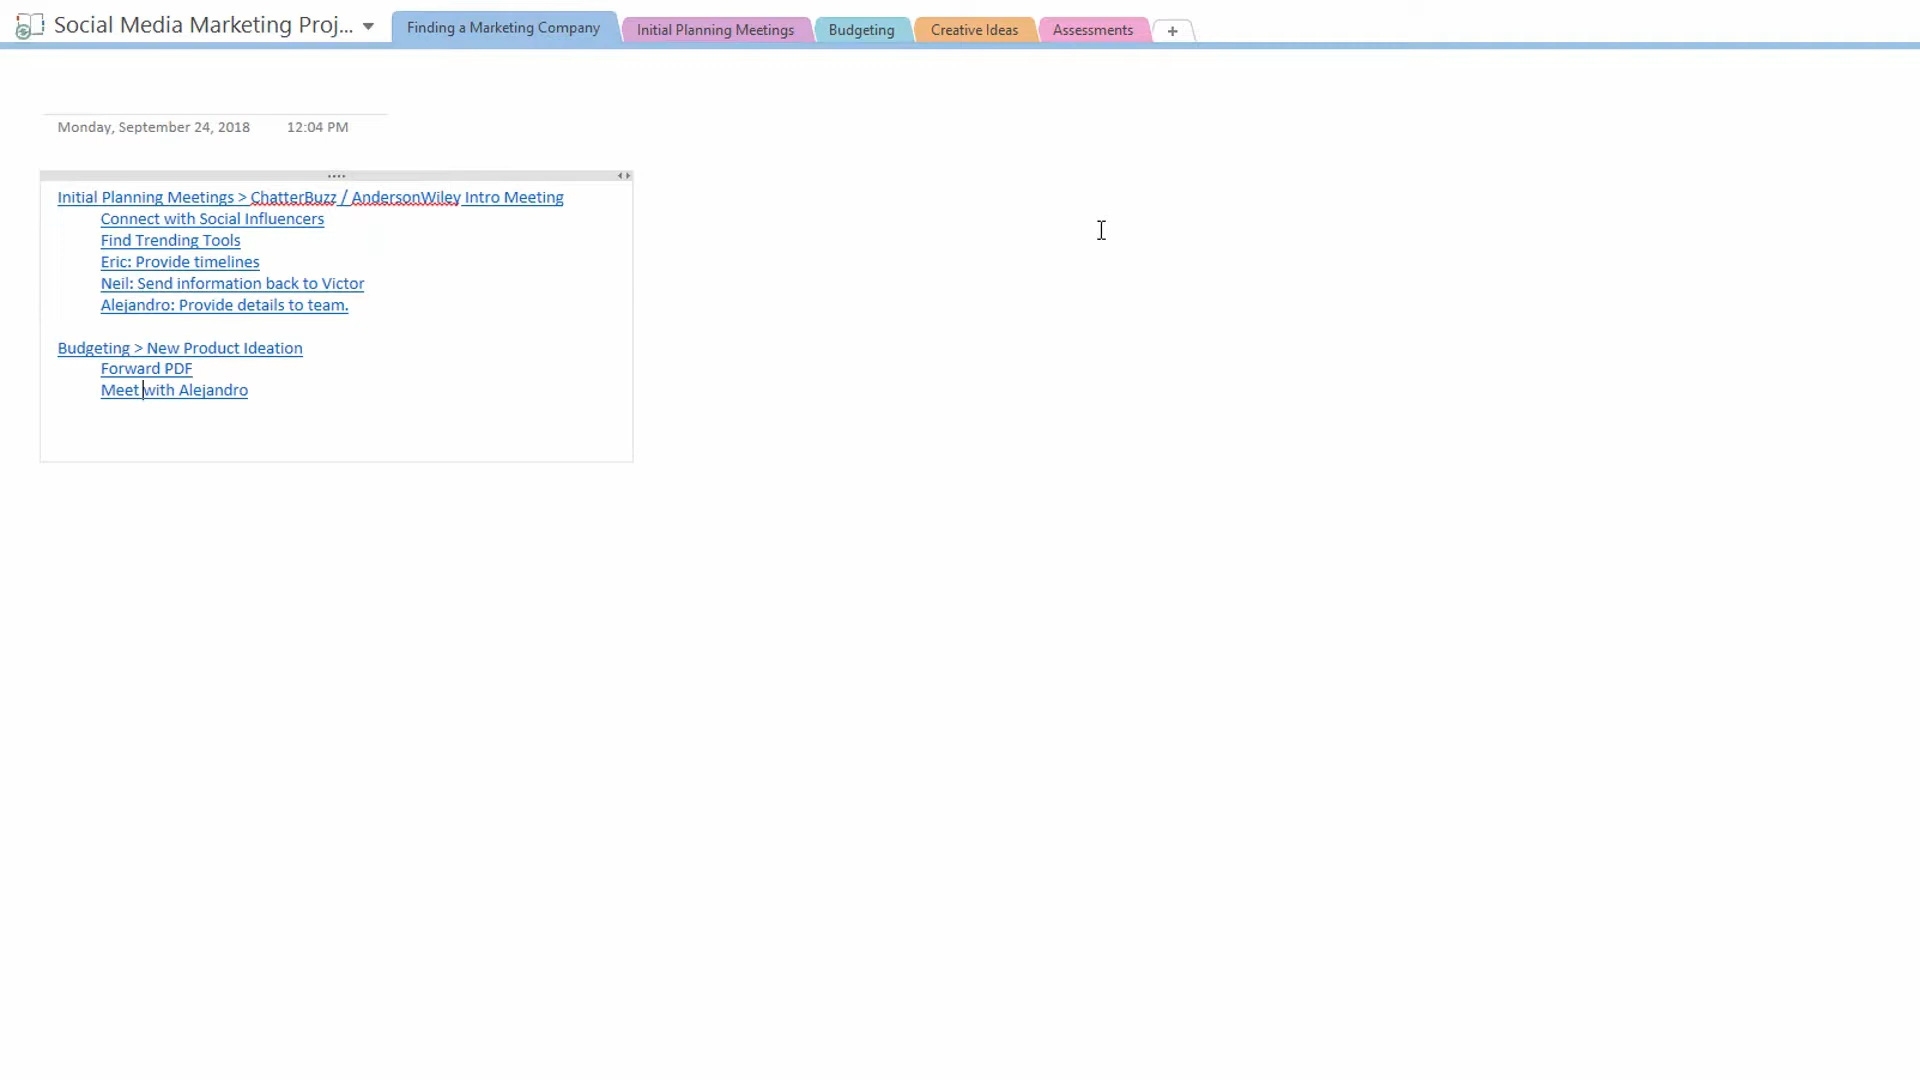 Social Media Marketing Proj...
Finding a Marketing Company
Initial Planning Meetings
Budgeting
Creative Ideas
Assessments
+
Monday, September 24, 2018 12:04 PM
Initial Planning Meetings > ChatterBuzz / AndersonWiley Intro Meeting
Connect with Social Influencers
Find Trending Tools
Eric: Provide timelines
Neil: Send information back to Victor
Alejandro: Provide details to team.
Budgeting > New Product Ideation
Forward PDF
Meet with Alejandro